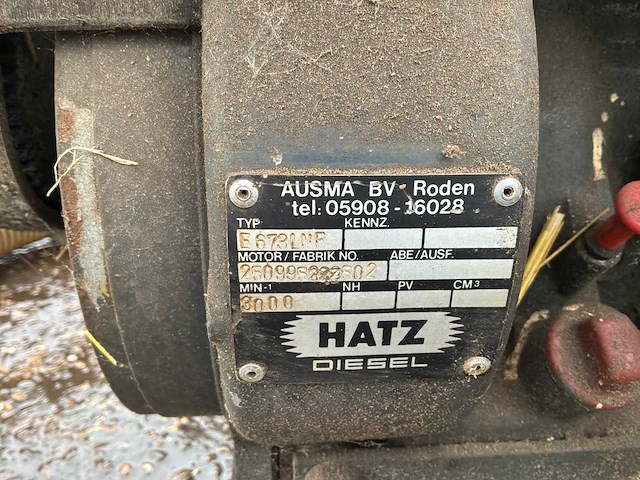 AUSMA BV Roden
tel: 05908-16028
TYP KENNZ.
E673LHP
MOTOR/FABRIK NO. ABE/AUSF.
MIN-1 NH PV CM3
3000
HATZ
DIESEL